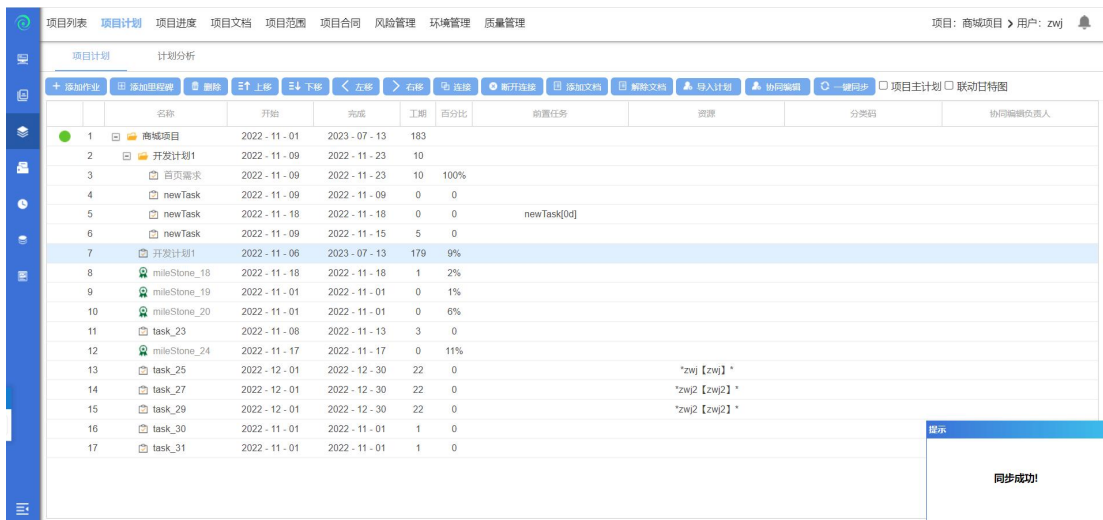 项目列表 项目计划 项目进度 项目文档 项目范围 项目合同 风险管理 环境管理 质量管理 项目：商城项目 ❯ 用户：zwj
项目计划 计划分析
+ 添加作业 添加里程碑 删除 上移 下移 左移 右移 连接 断开连接 添加文档 解除文档 导入计划 协同编辑 一键同步 项目主计划 联动甘特图
名称 开始 完成 工期 百分比 前置任务 资源 分类码 协同编辑负责人
1 商城项目 2022 - 11 - 01 2023 - 07 - 13 183
2 开发计划1 2022 - 11 - 09 2022 - 11 - 23 10
3 首页需求 2022 - 11 - 09 2022 - 11 - 23 10 100%
4 newTask 2022 - 11 - 09 2022 - 11 - 09 0 0
5 newTask 2022 - 11 - 18 2022 - 11 - 18 0 0 newTask[0d]
6 newTask 2022 - 11 - 09 2022 - 11 - 15 5 0
7 开发计划1 2022 - 11 - 06 2023 - 07 - 13 179 9%
8 mileStone_18 2022 - 11 - 18 2022 - 11 - 18 1 2%
9 mileStone_19 2022 - 11 - 01 2022 - 11 - 01 0 1%
10 mileStone_20 2022 - 11 - 01 2022 - 11 - 01 0 6%
11 task_23 2022 - 11 - 08 2022 - 11 - 13 3 0
12 mileStone_24 2022 - 11 - 17 2022 - 11 - 17 0 11%
13 task_25 2022 - 12 - 01 2022 - 12 - 30 22 0 *zwj【zwj】*
14 task_27 2022 - 12 - 01 2022 - 12 - 30 22 0 *zwj2【zwj2】*
15 task_29 2022 - 12 - 01 2022 - 12 - 30 22 0 *zwj2【zwj2】*
16 task_30 2022 - 11 - 01 2022 - 11 - 01 1 0
17 task_31 2022 - 11 - 01 2022 - 11 - 01 1 0
提示
同步成功!